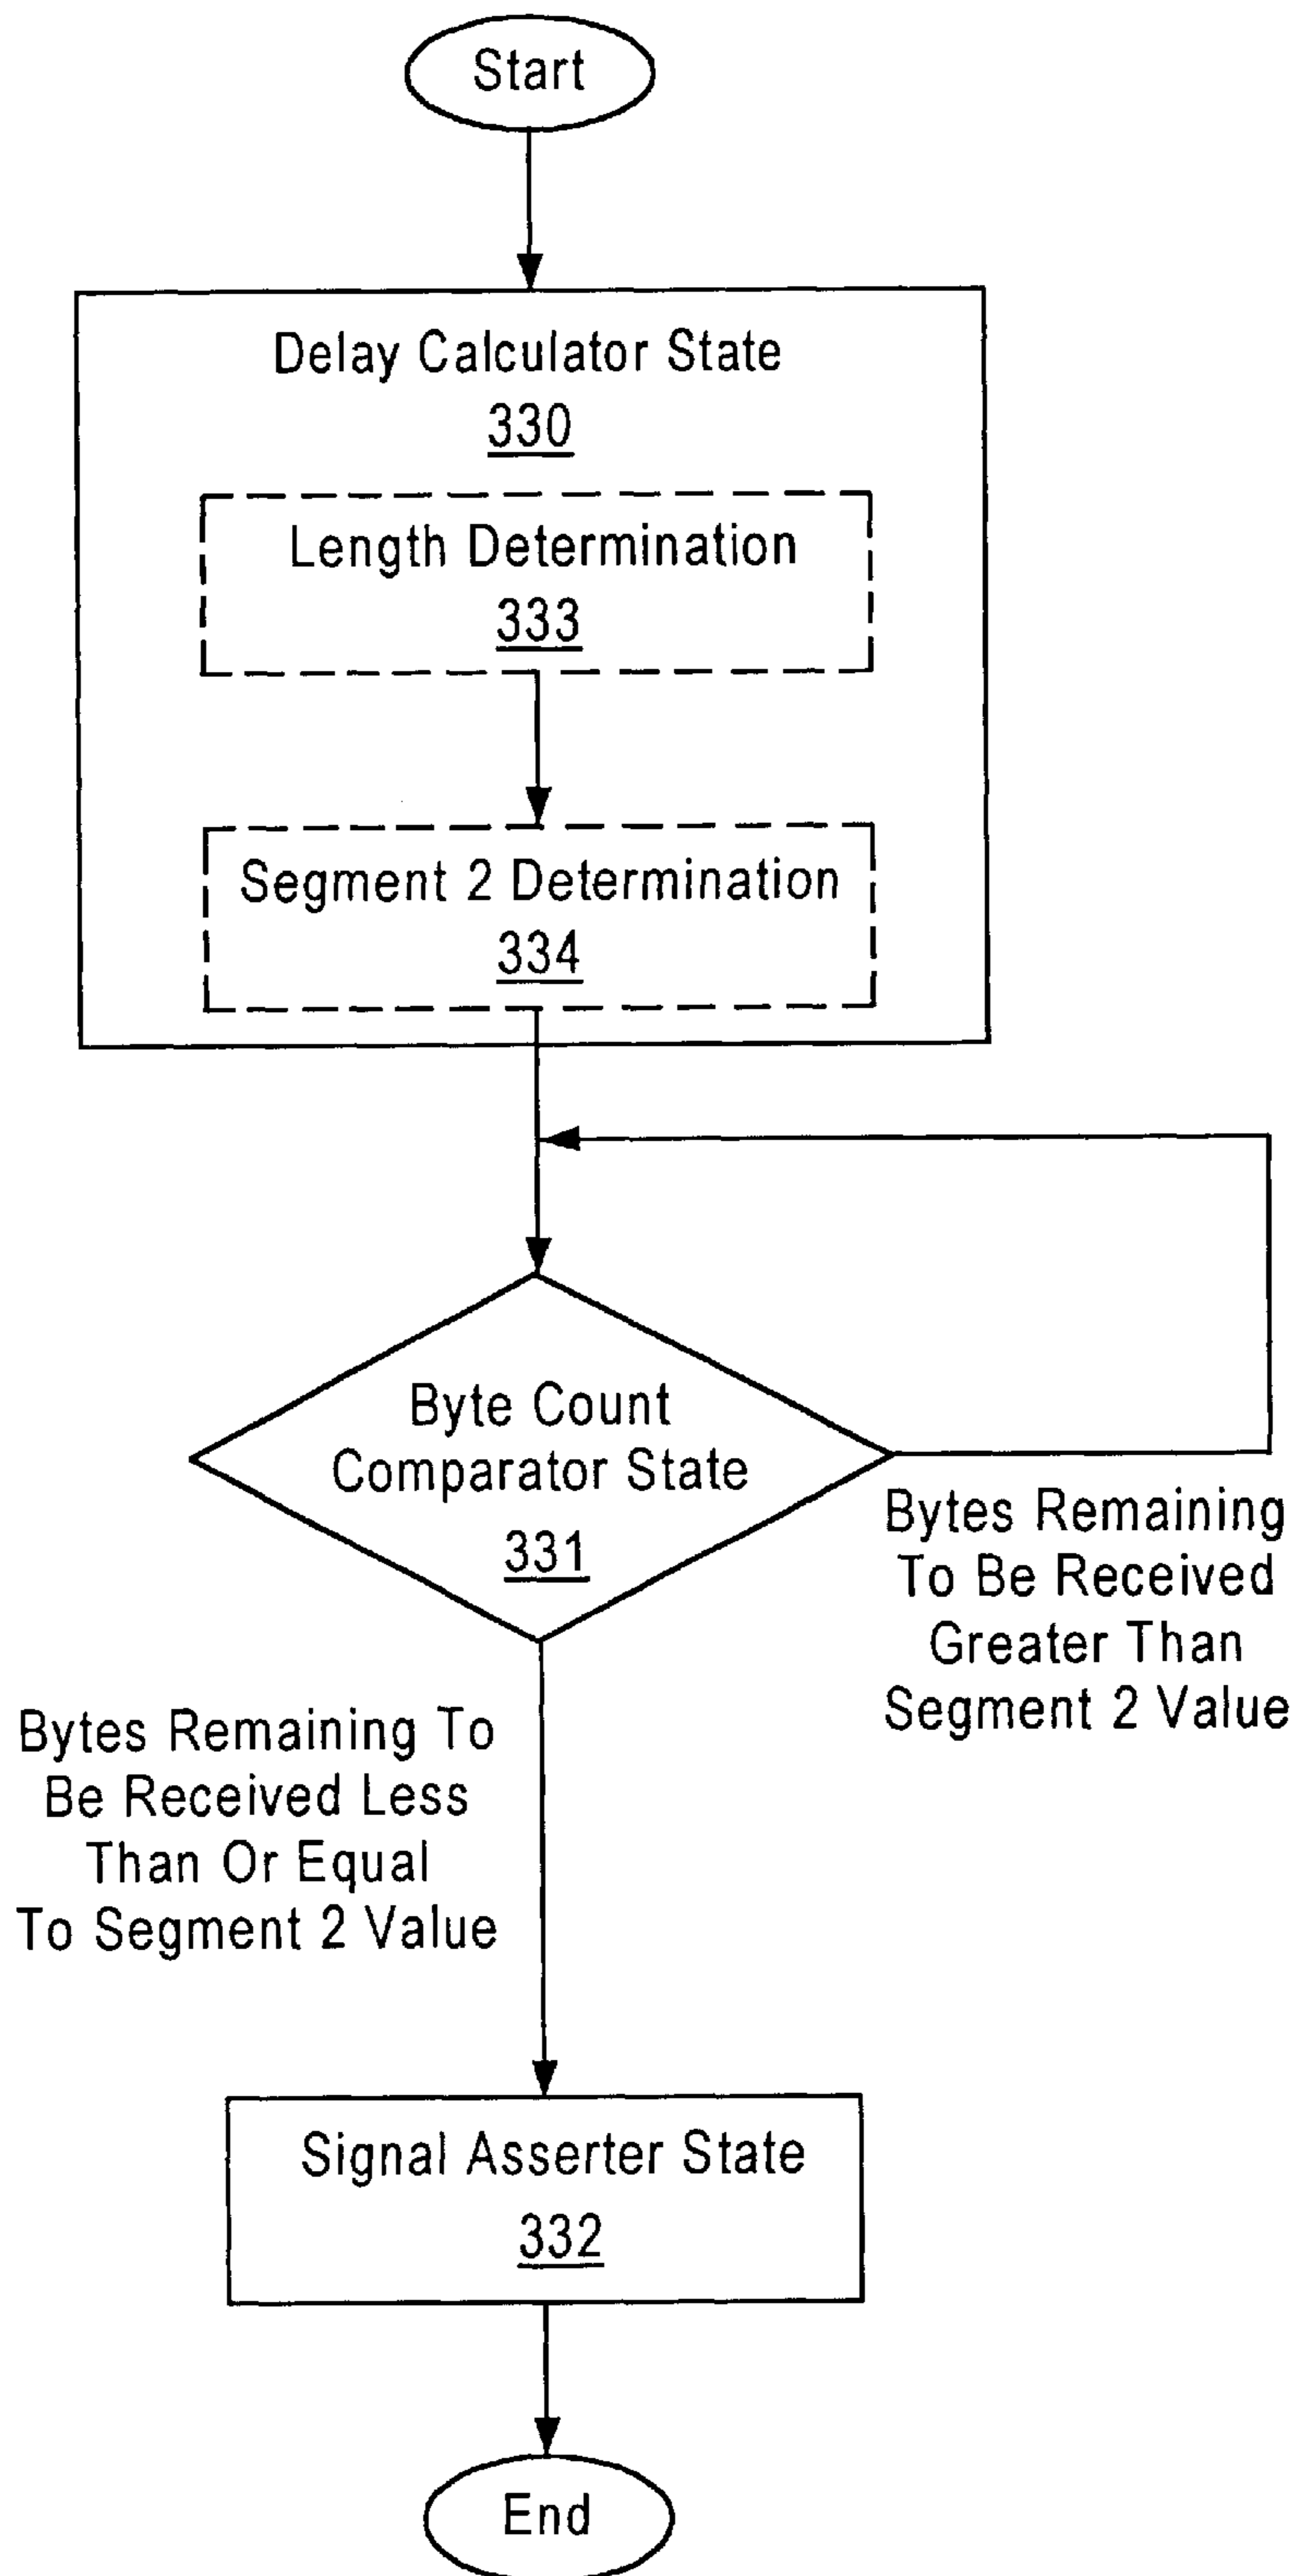 Start
Delay Calculator State
330
Length Determination
333
Segment 2 Determination
334
Byte Count
Comparator State
331
Bytes Remaining
To Be Received
Greater Than
Segment 2 Value
Bytes Remaining To
Be Received Less
Than Or Equal
To Segment 2 Value
Signal Asserter State
332
End